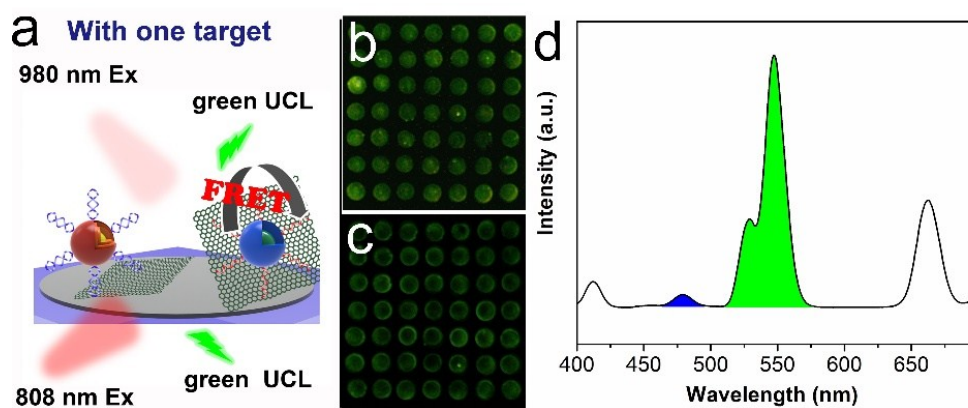 a
With one target
980 nm Ex
green UCL
FRET
808 nm Ex
green UCL
b
c
d
Intensity (a.u.)
400 450 500 550 600 650
Wavelength (nm)